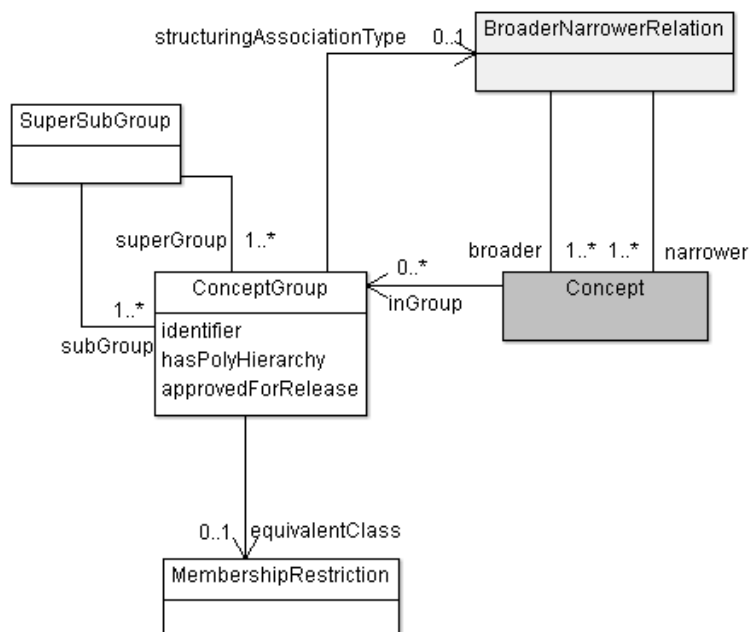 structuringAssociationType 0..1
BroaderNarrowerRelation
SuperSubGroup
superGroup 1..*
broader 1..* 1..* narrower
0..*
inGroup
Concept
1..*
subGroup
ConceptGroup
identifier
hasPolyHierarchy
approvedForRelease
0..1 equivalentClass
MembershipRestriction